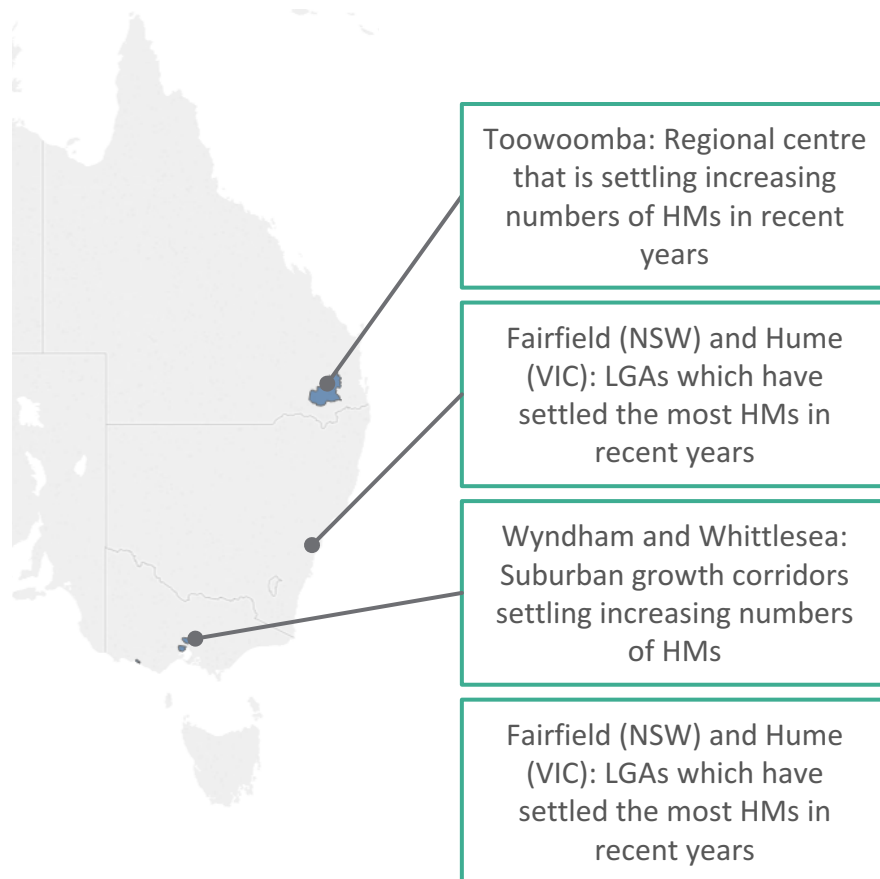 Toowoomba: Regional centre
that is settling increasing
numbers of HMs in recent
years
Fairfield (NSW) and Hume
(VIC): LGAs which have
settled the most HMs in
recent years
Wyndham and Whittlesea:
Suburban growth corridors
settling increasing numbers
of HMs
Fairfield (NSW) and Hume
(VIC): LGAs which have
settled the most HMs in
recent years